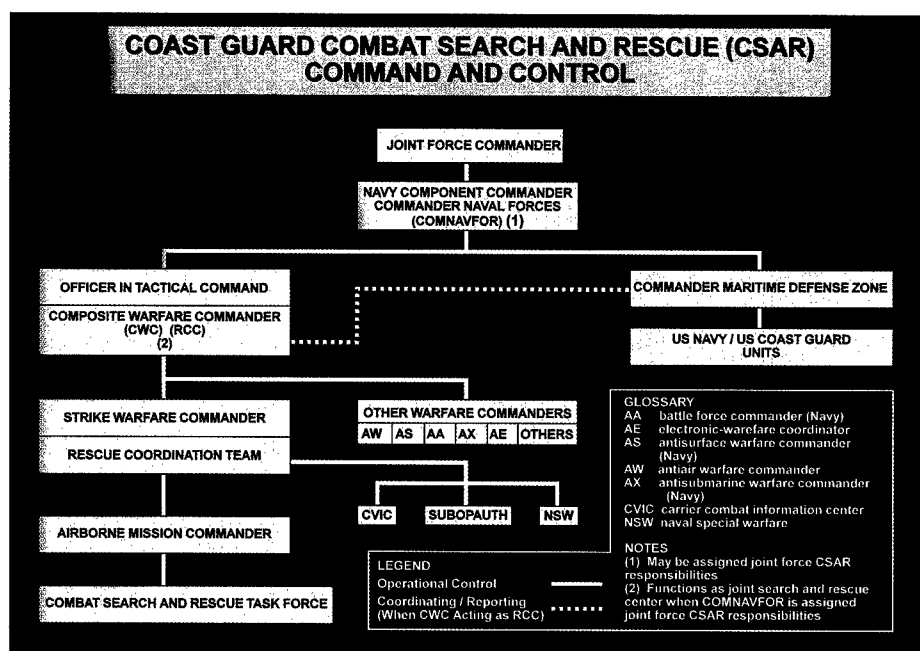 COAST GUARD COMBAT SEARCH AND RESCUE (CSAR)
COMMAND AND CONTROL
JOINT FORCE COMMANDER
NAVY COMPONENT COMMANDER
COMMANDER NAVAL FORCES
(COMNAVFOR) (1)
OFFICER IN TACTICAL COMMAND
COMPOSITE WARFARE COMMANDER
(CWC) (RCC)
(2)
COMMANDER MARITIME DEFENSE ZONE
US NAVY / US COAST GUARD
UNITS
STRIKE WARFARE COMMANDER
RESCUE COORDINATION TEAM
OTHER WARFARE COMMANDERS
AW AS AA AX AE OTHERS
CVIC SUBOPAUTH NSW
AIRBORNE MISSION COMMANDER
COMBAT SEARCH AND RESCUE TASK FORCE
LEGEND
Operational Control
Coordinating / Reporting
(When CWC Acting as RCC)
GLOSSARY
AA battle force commander (Navy)
AE electronic-warefare coordinator
AS antisurface warfare commander
(Navy)
AW antiair warfare commander
AX antisubmarine warfare commander
(Navy)
CVIC carrier combat information center
NSW naval special warfare
NOTES
(1) May be assigned joint force CSAR
responsibilities
(2) Functions as joint search and rescue
center when COMNAVFOR is assigned
joint force CSAR responsibilities